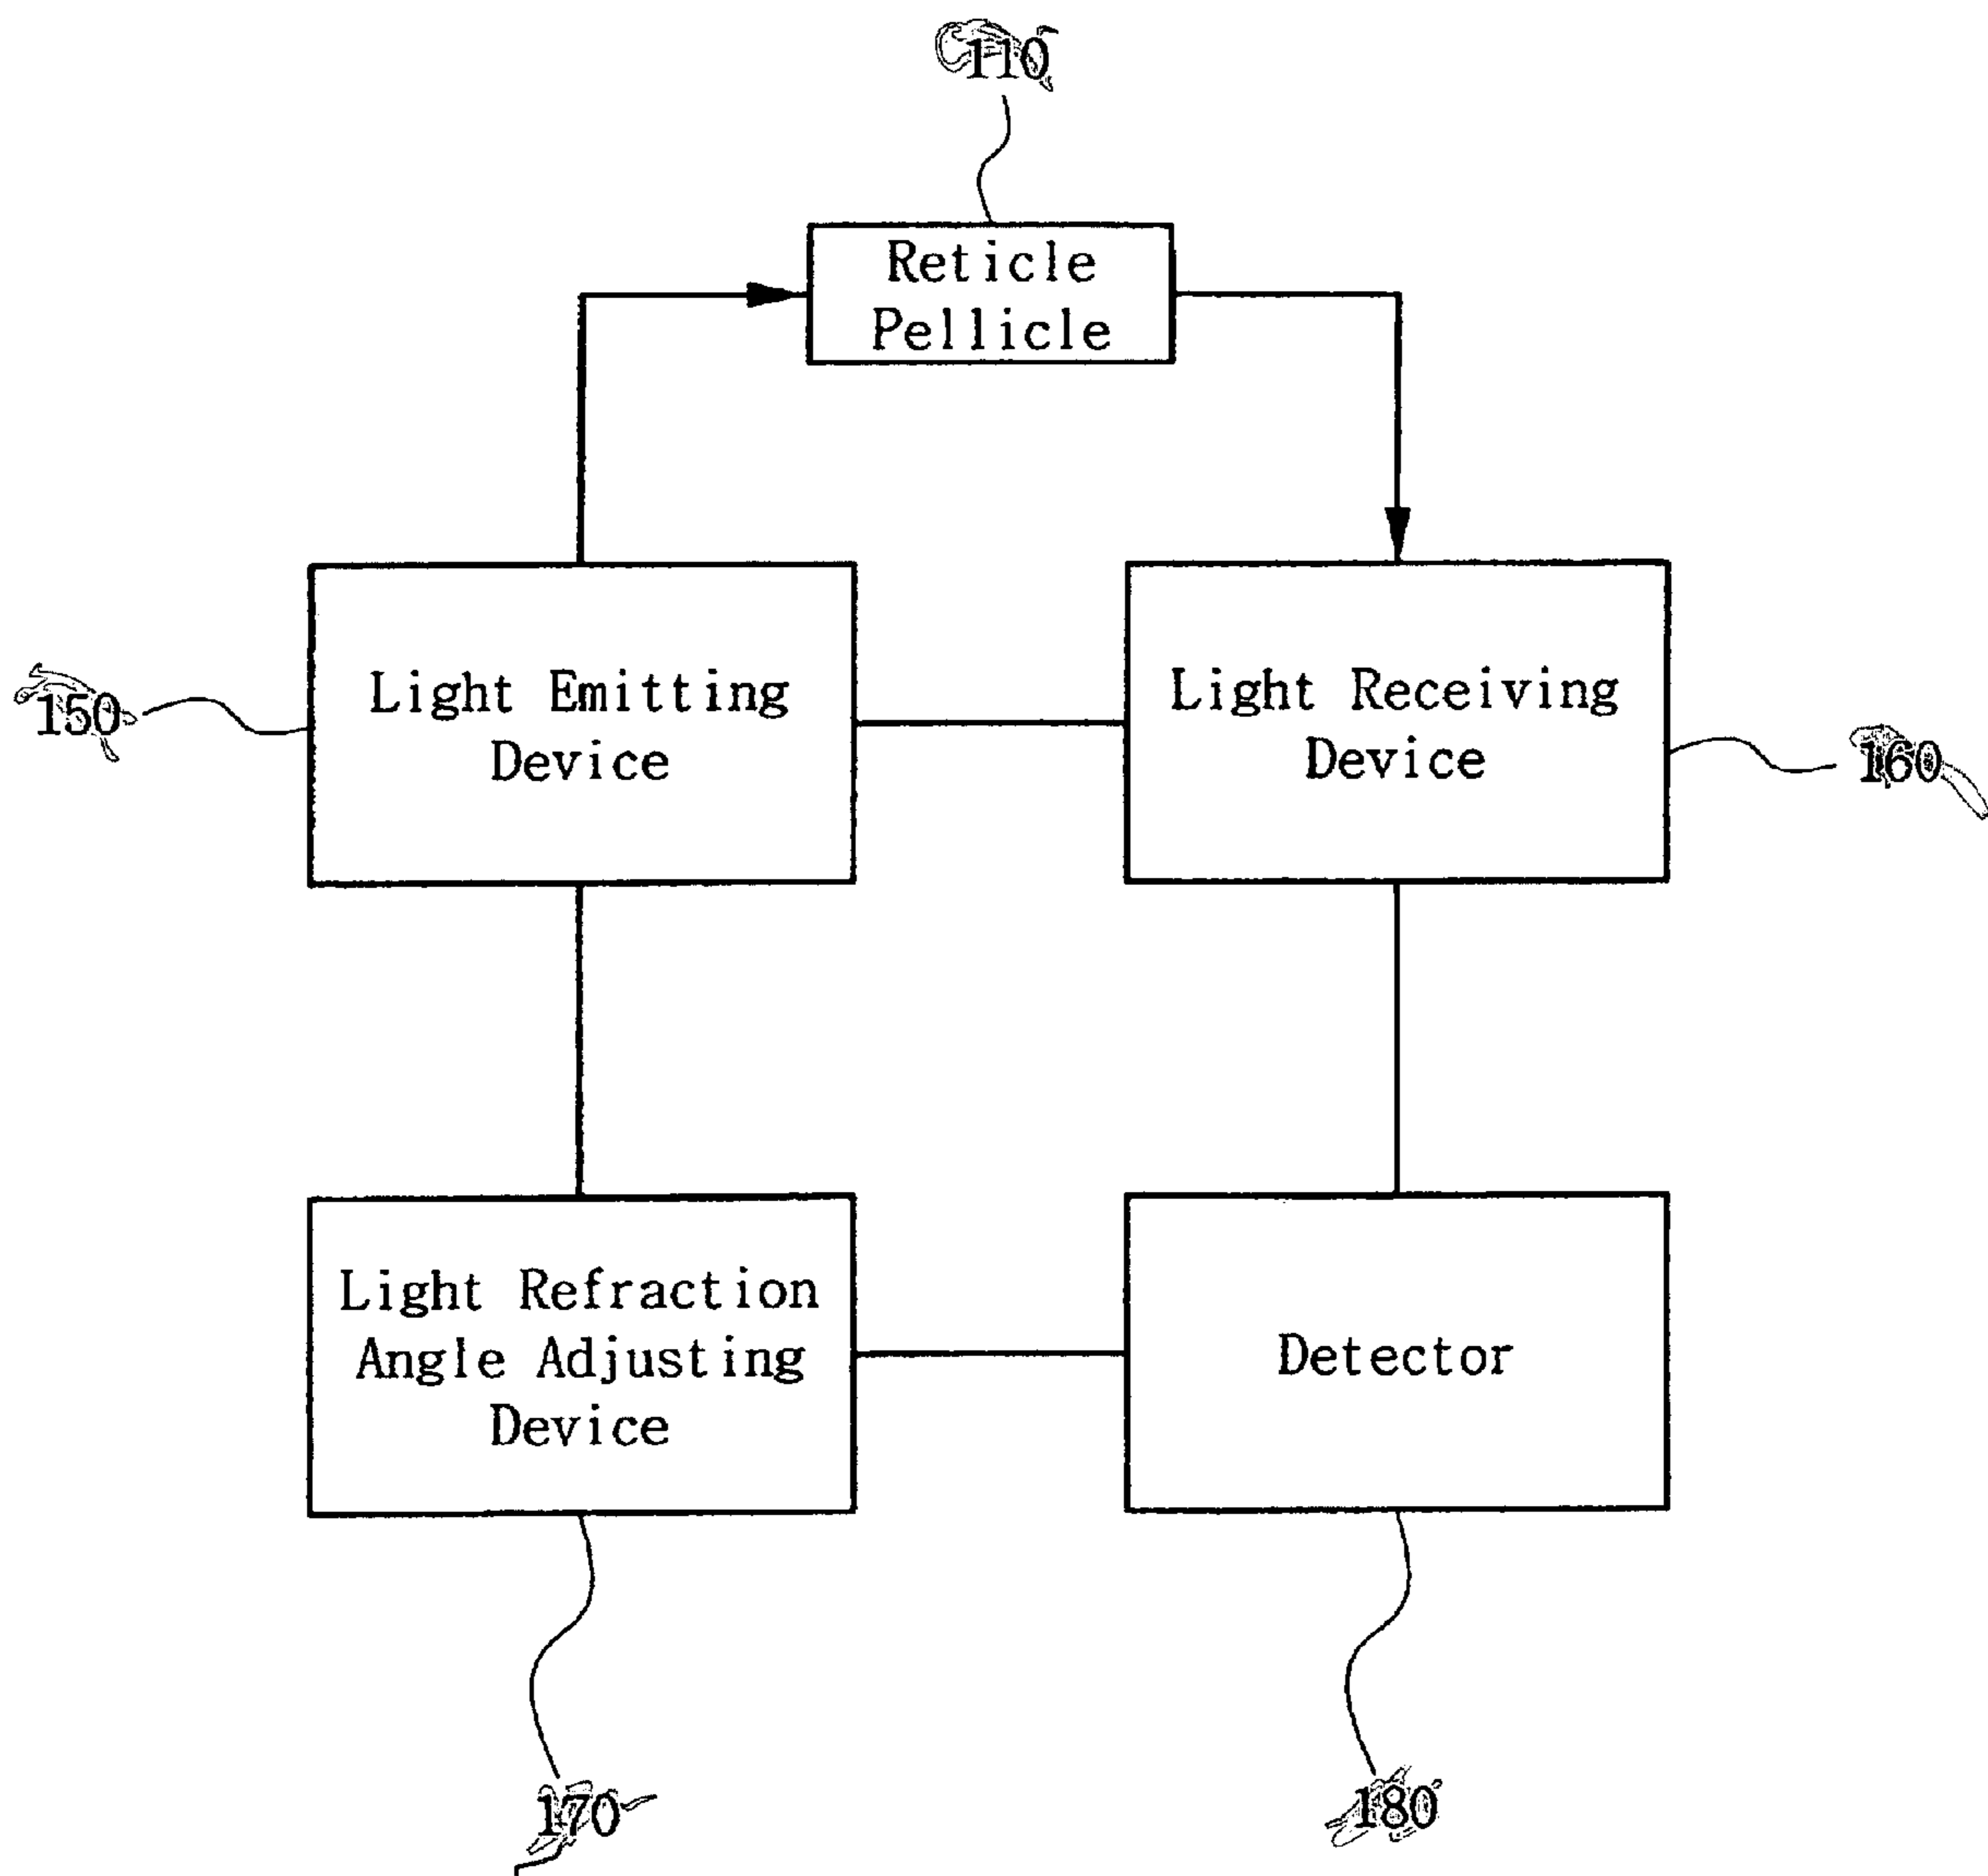 110
Reticle
Pellicle
Light Emitting
Device
150
Light Receiving
Device
160
Light Refraction
Angle Adjusting
Device
Detector
170
180